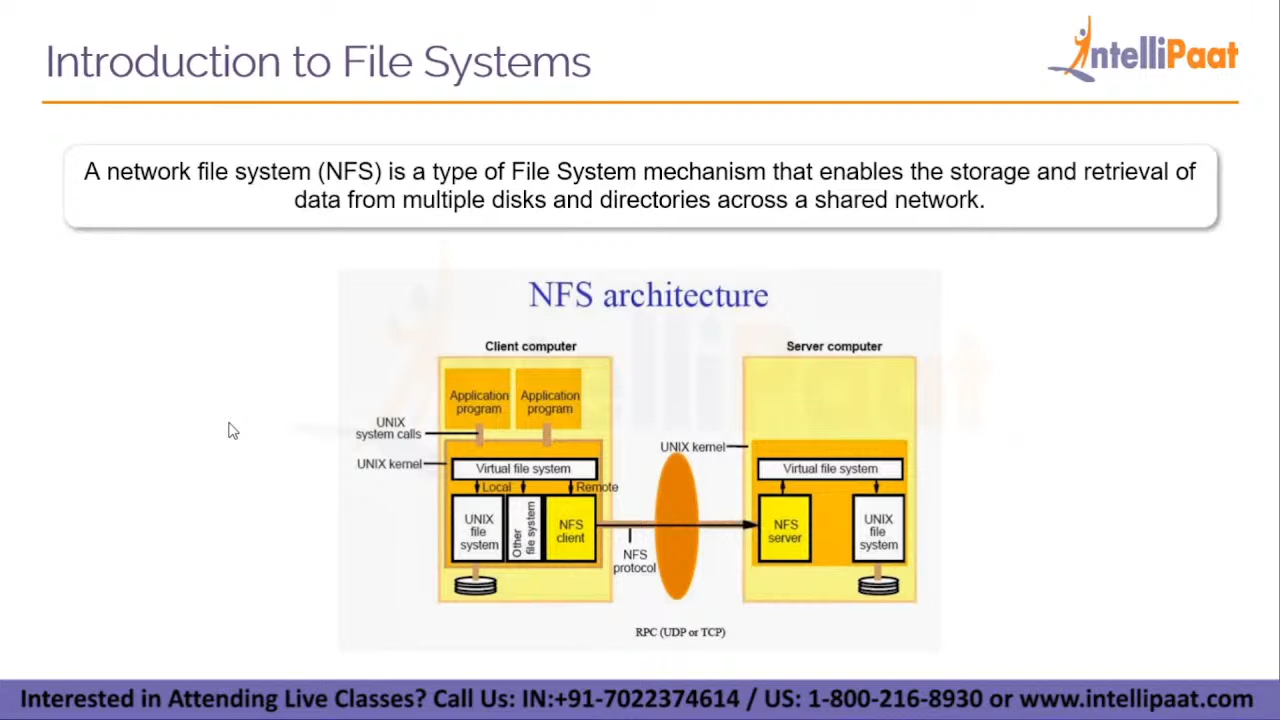 Introduction to File Systems
IntelliPaat
A network file system (NFS) is a type of File System mechanism that enables the storage and retrieval of
data from multiple disks and directories across a shared network.
NFS architecture
Client computer
Server computer
Application
program
Application
program
UNIX
system calls
UNIX kernel
Virtual file system
Local
Remote
UNIX
file
system
Other
file system
NFS
client
NFS
protocol
UNIX kernel
Virtual file system
NFS
server
UNIX
file
system
RPC (UDP or TCP)
Interested in Attending Live Classes? Call Us: IN:+91-7022374614 / US: 1-800-216-8930 or www.intellipaat.com